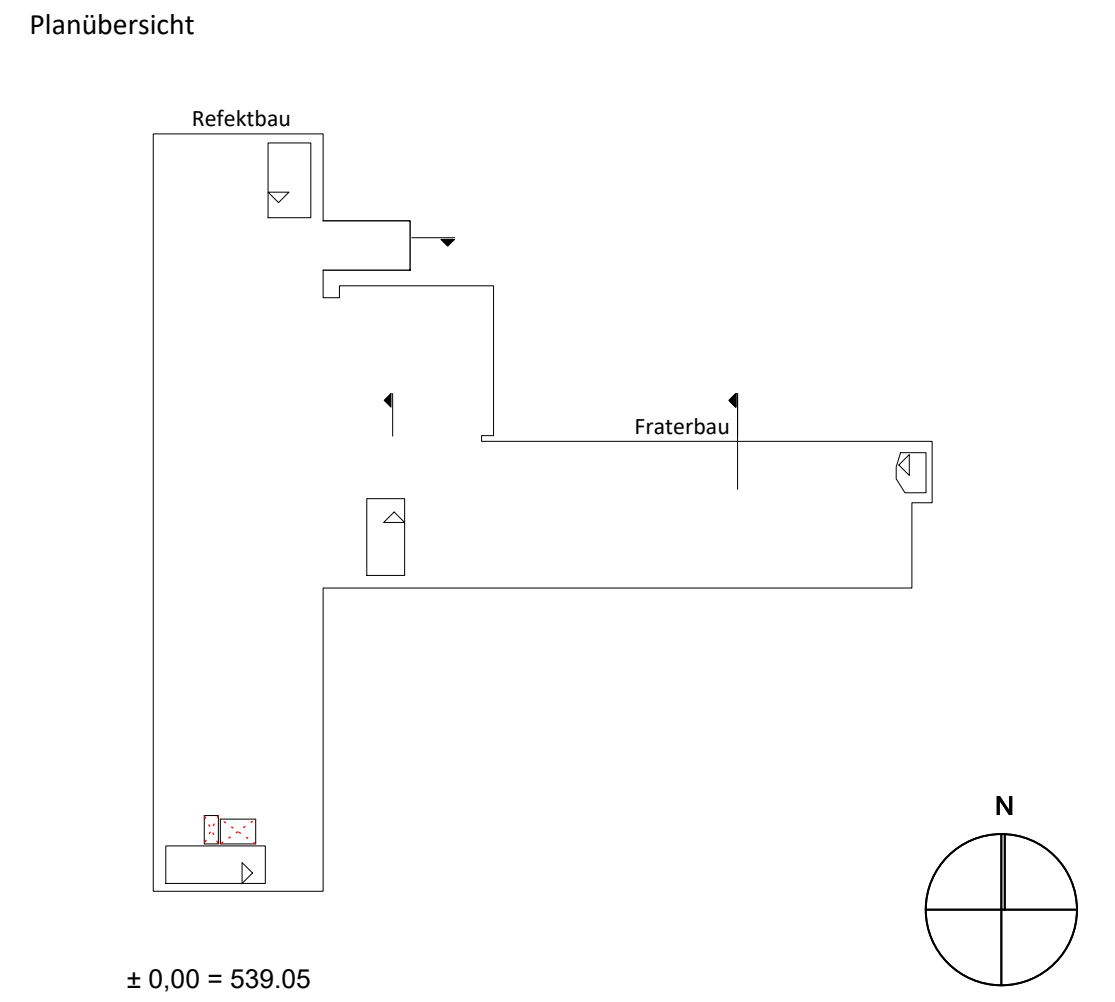 Planübersicht
Refektbau
Fraterbau
N
± 0,00 = 539.05